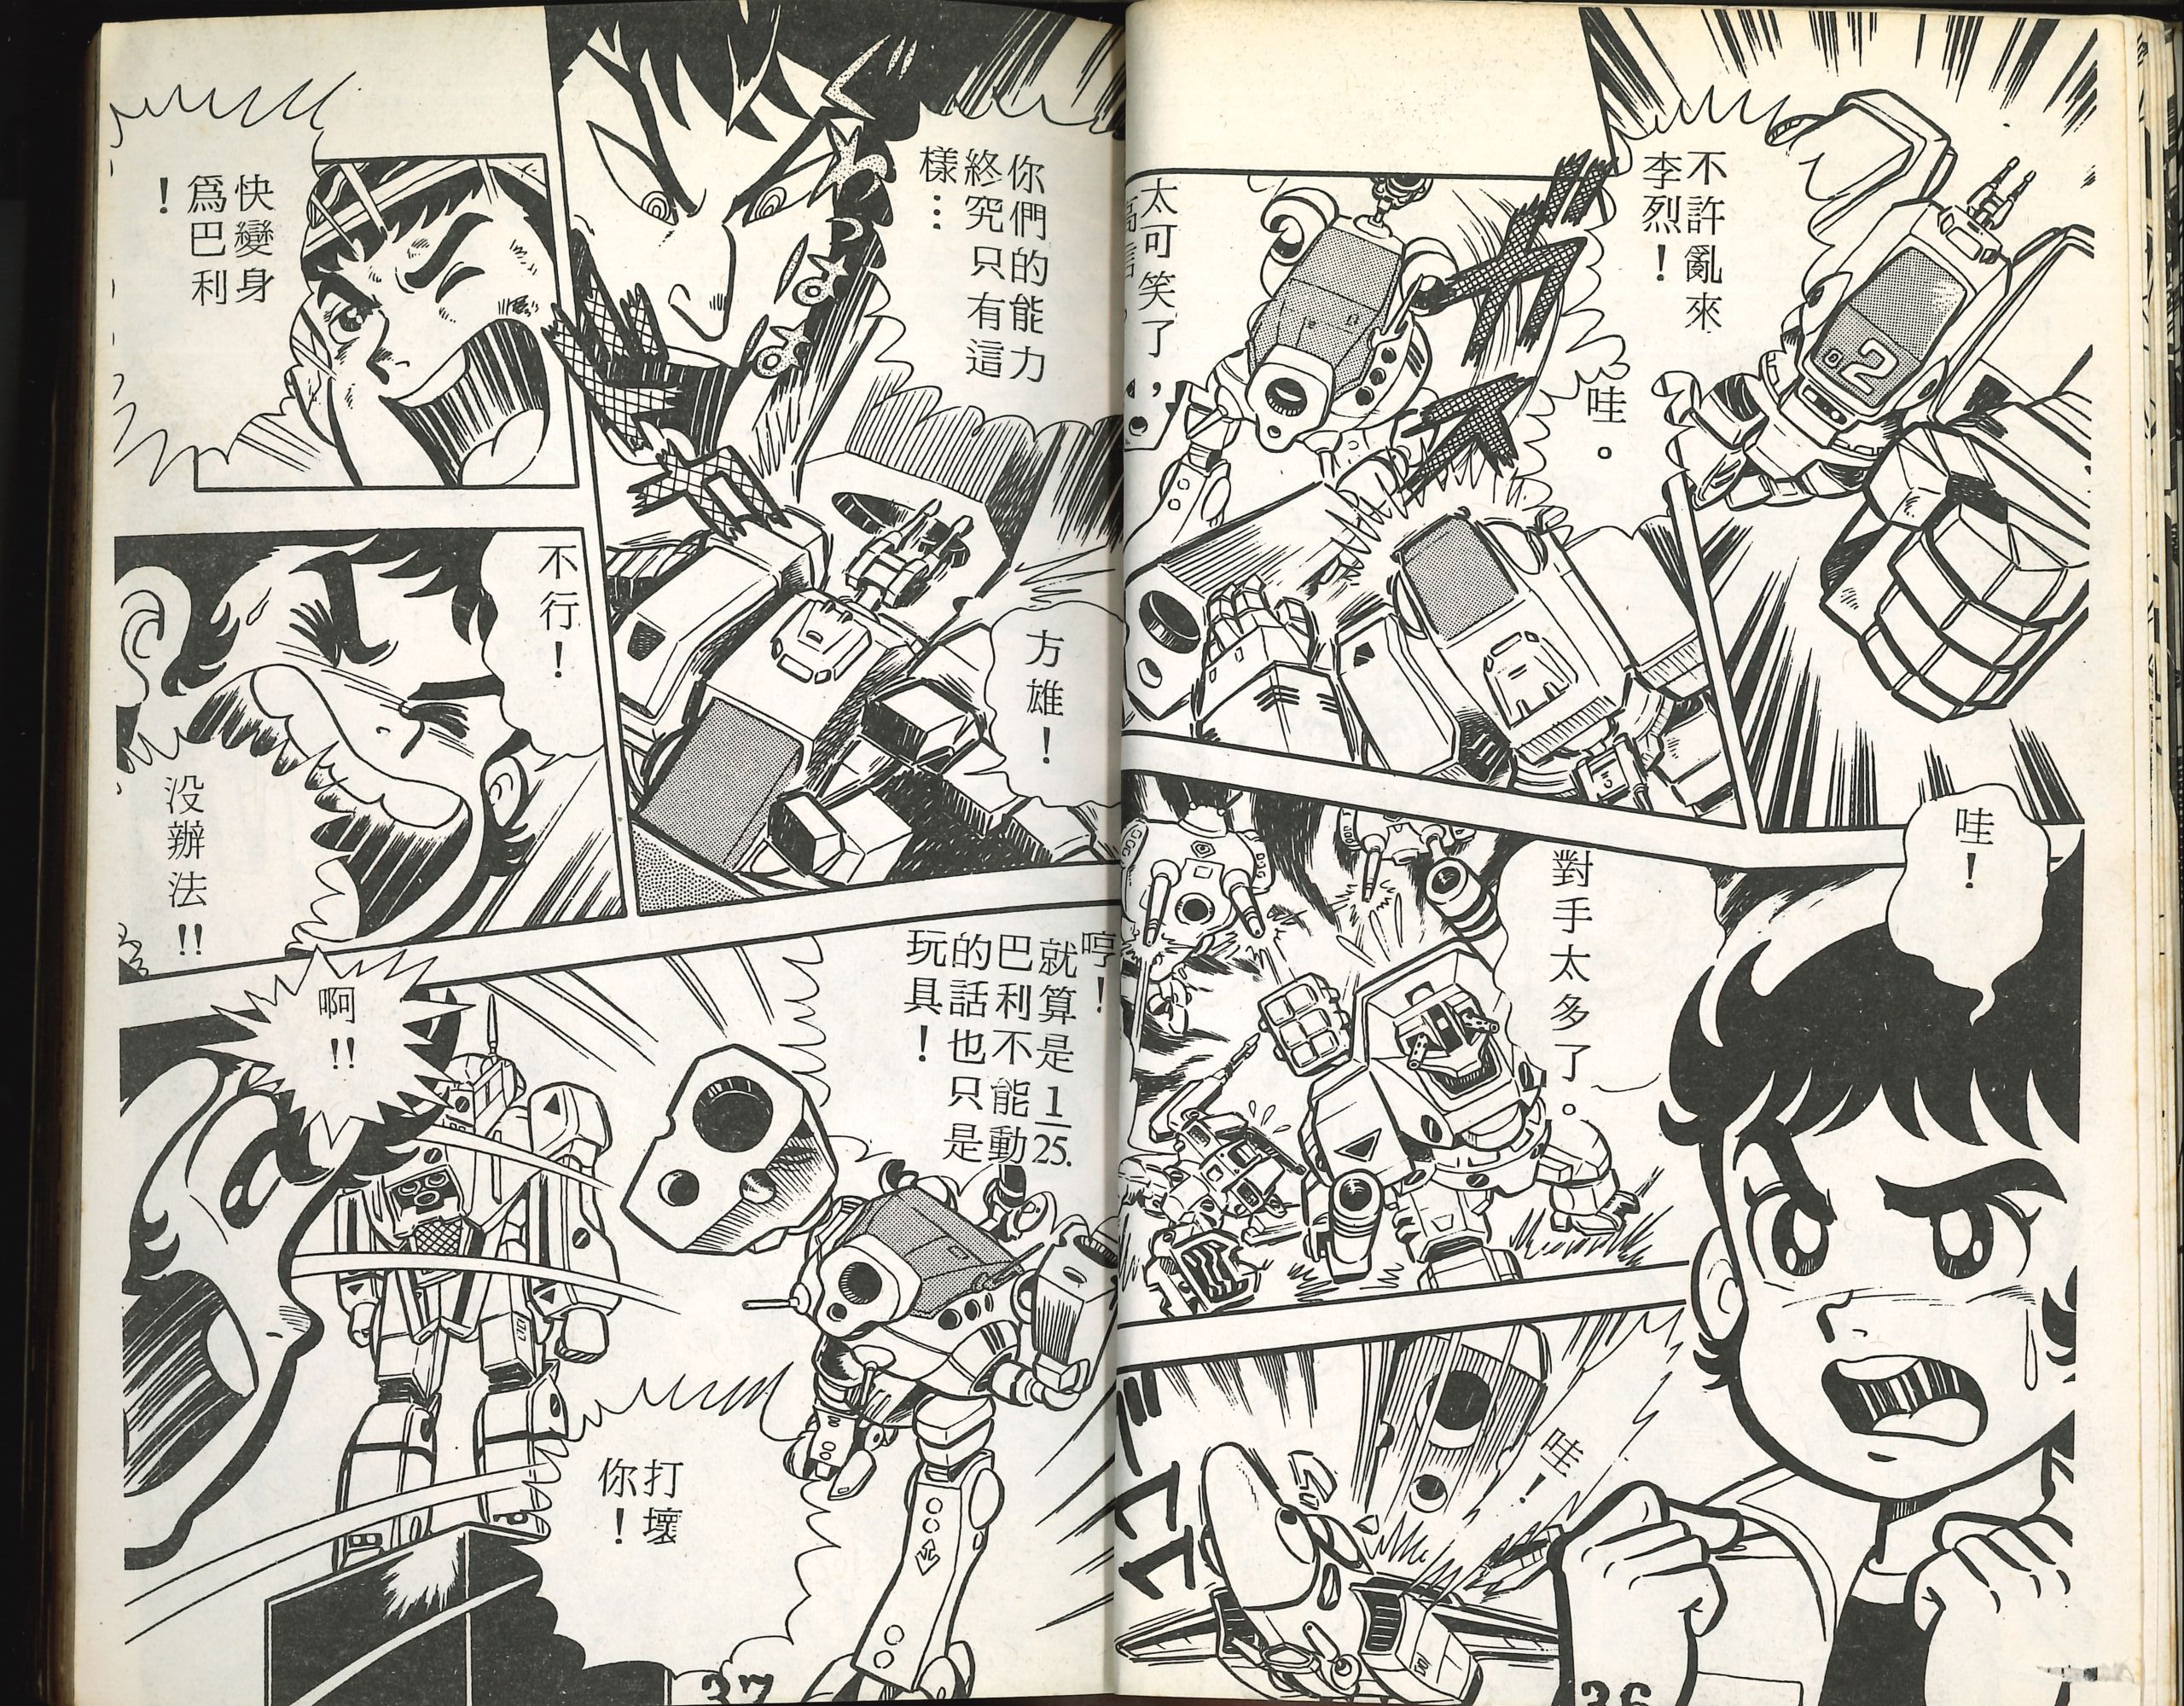 不許亂來
李烈！
02
哇。
太可笑了，
哇！
對手太多了。
哇！
36
你們的能力
終究只有這
樣…
方雄！
快變身
爲巴利
！
不行！
没辦法!!
哼！
就算是1/25.
巴利不能動
的話也只是
玩具！
啊!!
打壞
你！
37